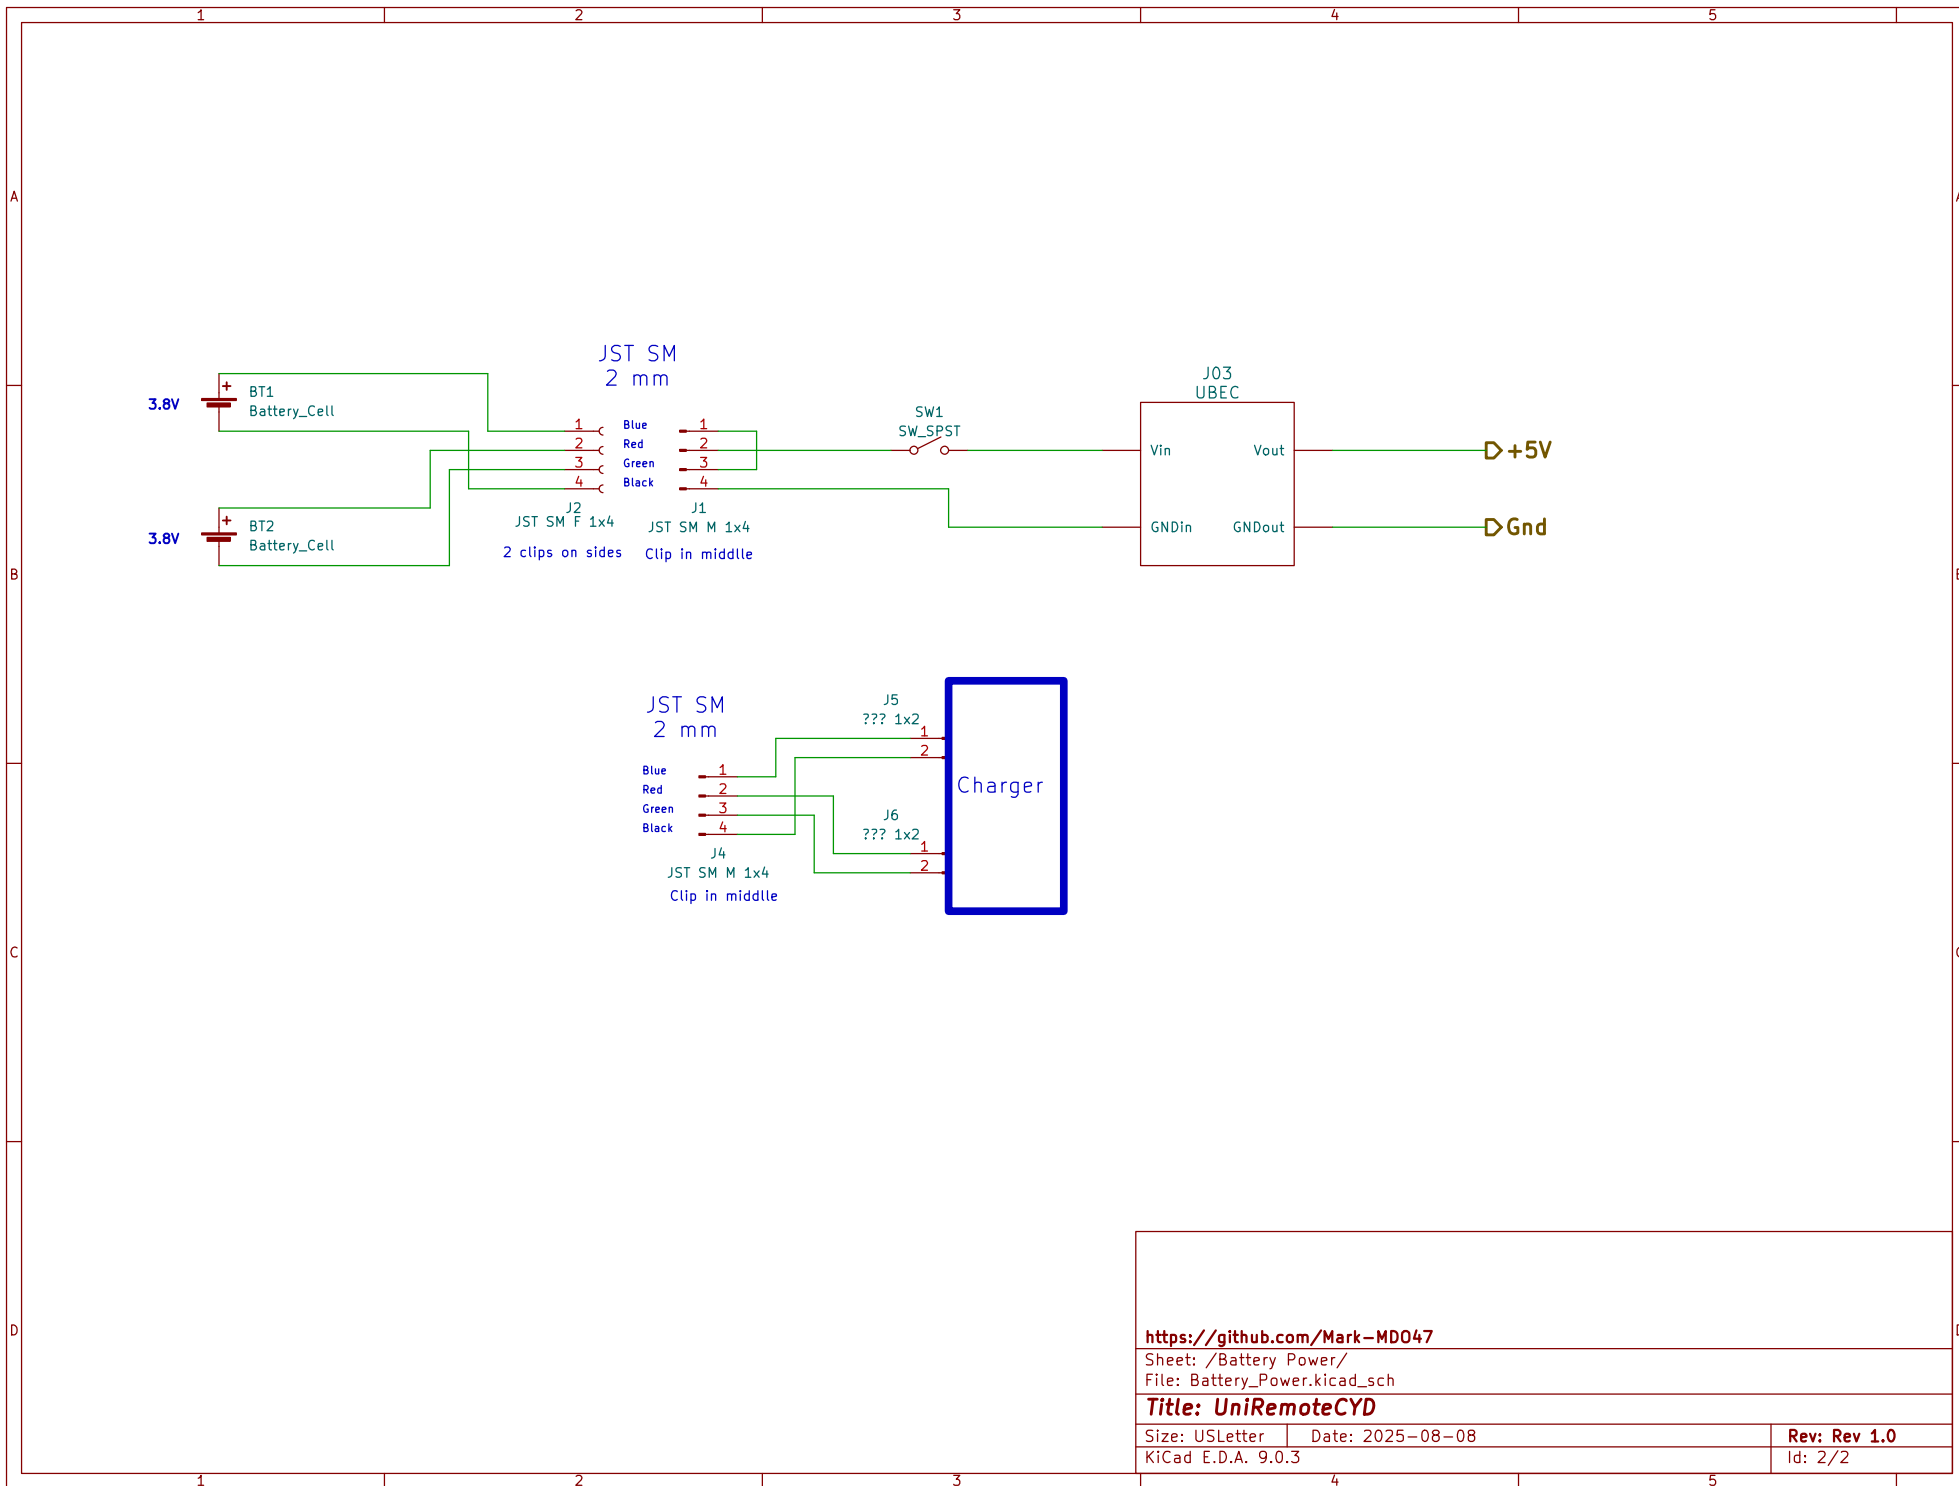 1 2 3 4 5
A
JST SM
2 mm
J03
UBEC
+
BT1
Battery_Cell
3.8V
1 Blue 1
2 Red 2
3 Green 3
4 Black 4
SW1
SW_SPST
Vin Vout
+5V
J2
JST SM F 1x4
J1
JST SM M 1x4
+
BT2
Battery_Cell
3.8V
GNDin GNDout
Gnd
2 clips on sides
Clip in middlle
B
JST SM
2 mm
J5
??? 1x2
1
2
Blue 1
Red 2
Green 3
Black 4
Charger
J6
??? 1x2
1
2
J4
JST SM M 1x4
Clip in middlle
C
D
https://github.com/Mark-MDO47
Sheet: /Battery Power/
File: Battery_Power.kicad_sch
Title: UniRemoteCYD
Size: USLetter Date: 2025-08-08 Rev: Rev 1.0
KiCad E.D.A. 9.0.3 Id: 2/2
1 2 3 4 5